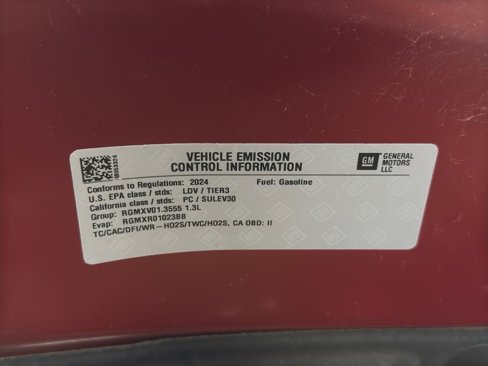 VEHICLE EMISSION
CONTROL INFORMATION
GM
GENERAL
MOTORS
LLC
Conforms to Regulations: 2024 Fuel: Gasoline
U.S. EPA class / stds: LDV / TIER3
California class / stds: PC / SULEV30
Group: RGMXV01.3555 1.3L
Evap: RGMXR0102388
TC/CAC/DFI/WR-HO2S/TWC/HO2S, CA OBD: II